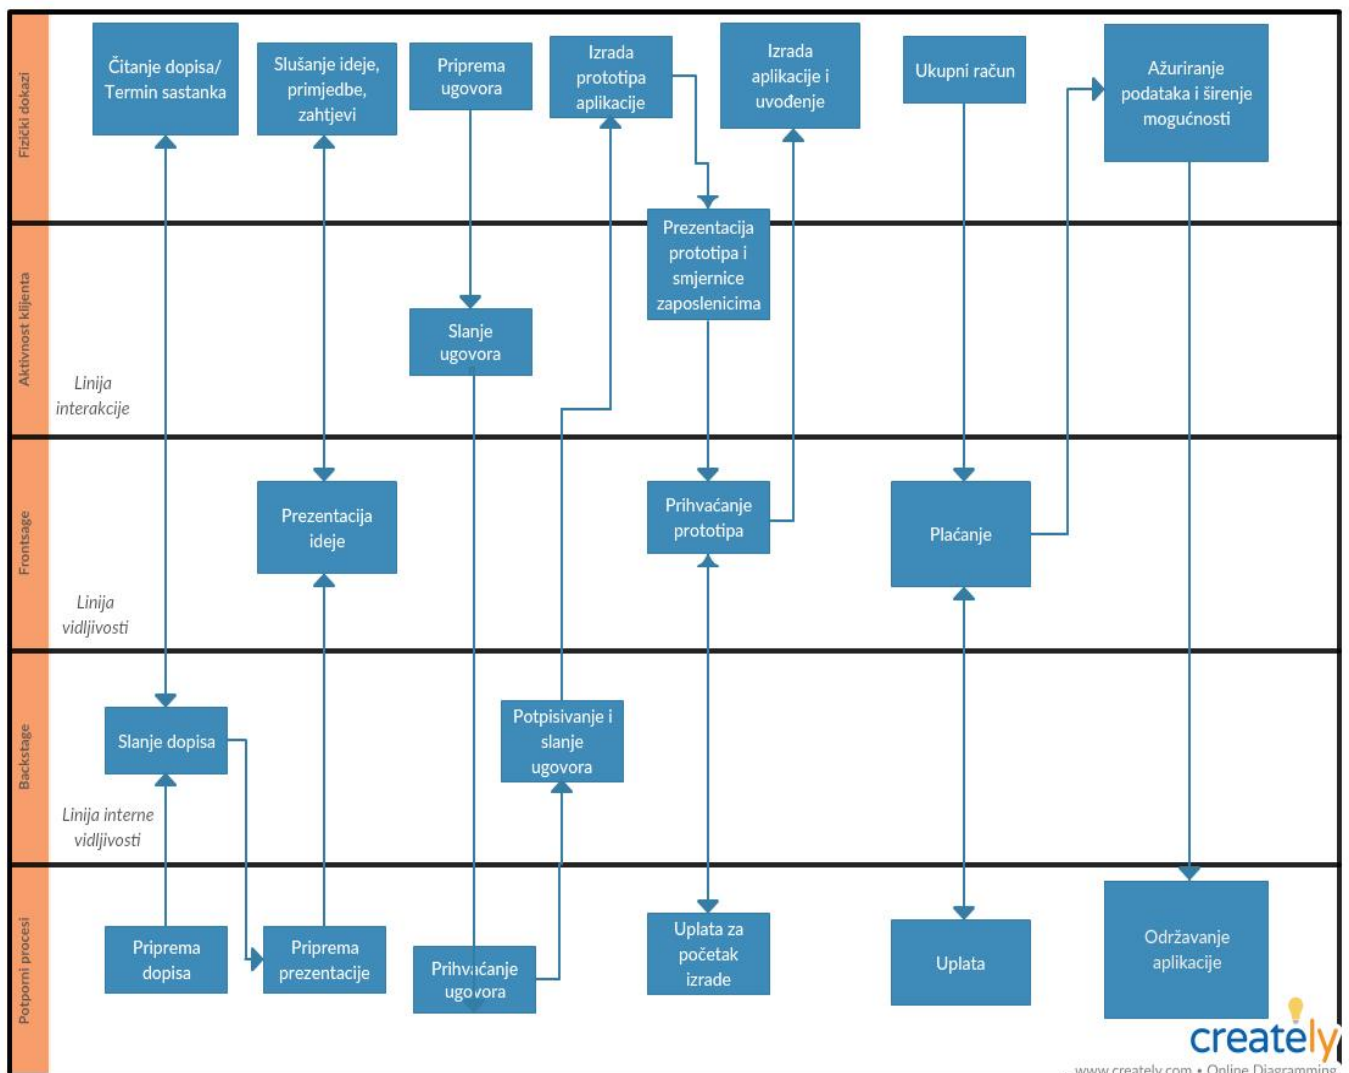 Fizički dokazi
Čitanje dopisa/
Termin sastanka
Slušanje ideje,
primjedbe,
zahtjevi
Priprema
ugovora
Izrada
prototipa
aplikacije
Izrada
aplikacije i
uvođenje
Ukupni račun
Ažuriranje
podataka i širenje
mogućnosti
Aktivnost klijenta
Prezentacija
prototipa i
smjernice
zaposlenicima
Slanje
ugovora
Linija
interakcije
Frontsage
Prezentacija
ideje
Prihvaćanje
prototipa
Plaćanje
Linija
vidljivosti
Backstage
Slanje dopisa
Potpisivanje i
slanje
ugovora
Linija interne
vidljivosti
Potporni procesi
Priprema
dopisa
Priprema
prezentacije
Prihvaćanje
ugovora
Uplata za
početak
izrade
Uplata
Održavanje
aplikacije
creately
www.creately.com • Online Diagramming